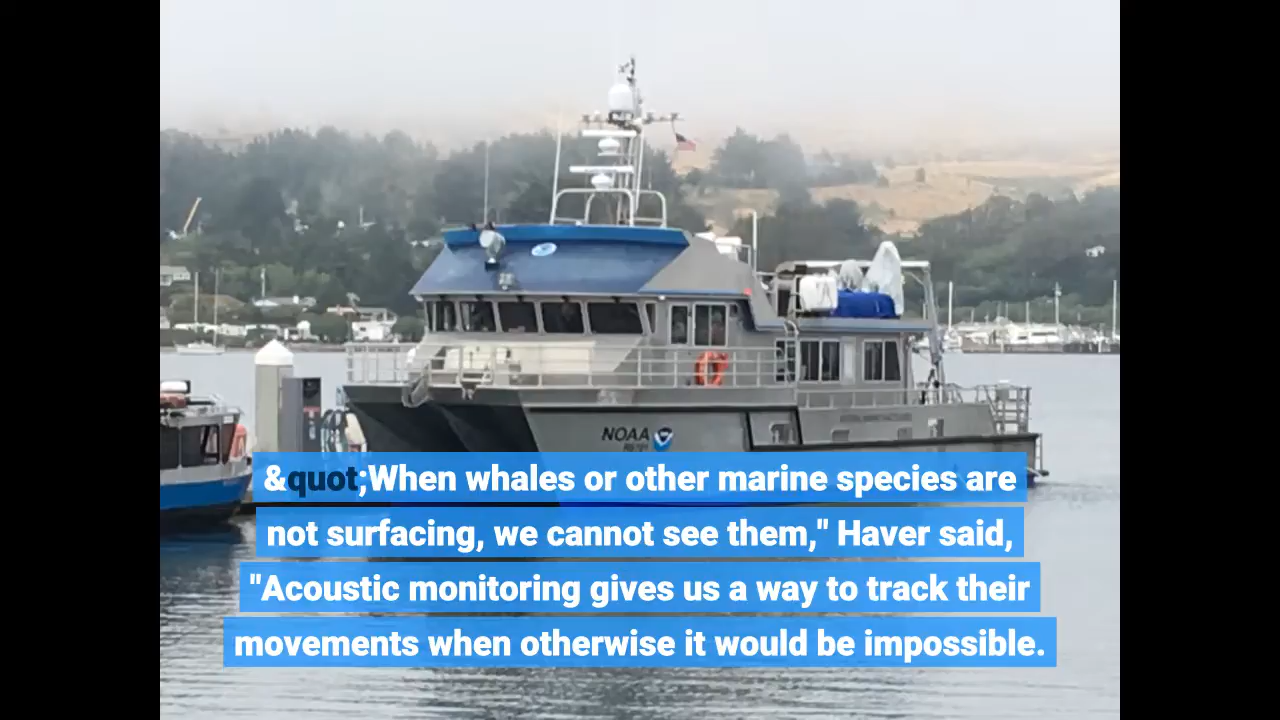 NOAA
&quot;When whales or other marine species are
not surfacing, we cannot see them," Haver said,
"Acoustic monitoring gives us a way to track their
movements when otherwise it would be impossible.